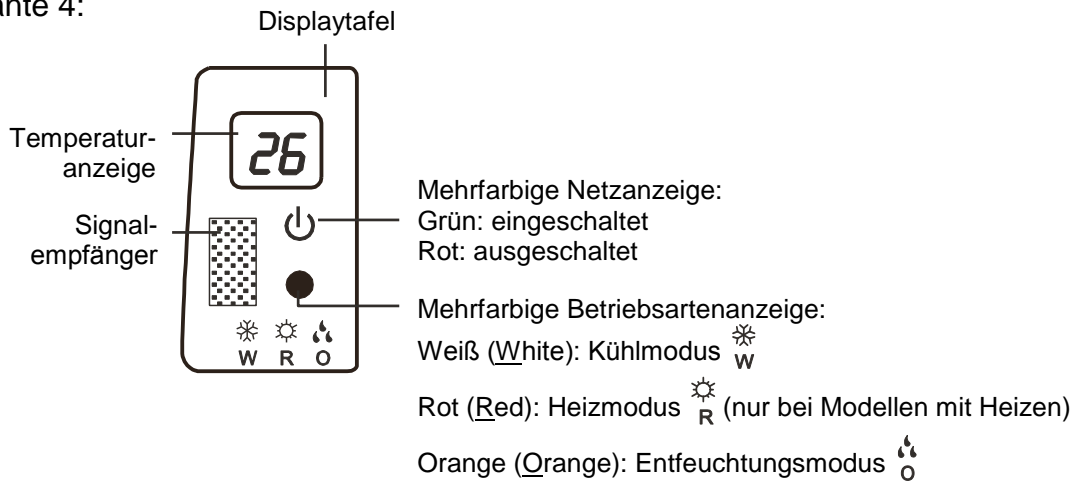 ante 4:
Displaytafel
Temperatur-
anzeige
26
Signal-
empfänger
W R O
Mehrfarbige Netzanzeige:
Grün: eingeschaltet
Rot: ausgeschaltet
Mehrfarbige Betriebsartenanzeige:
Weiß (White): Kühlmodus W
Rot (Red): Heizmodus R (nur bei Modellen mit Heizen)
Orange (Orange): Entfeuchtungsmodus O